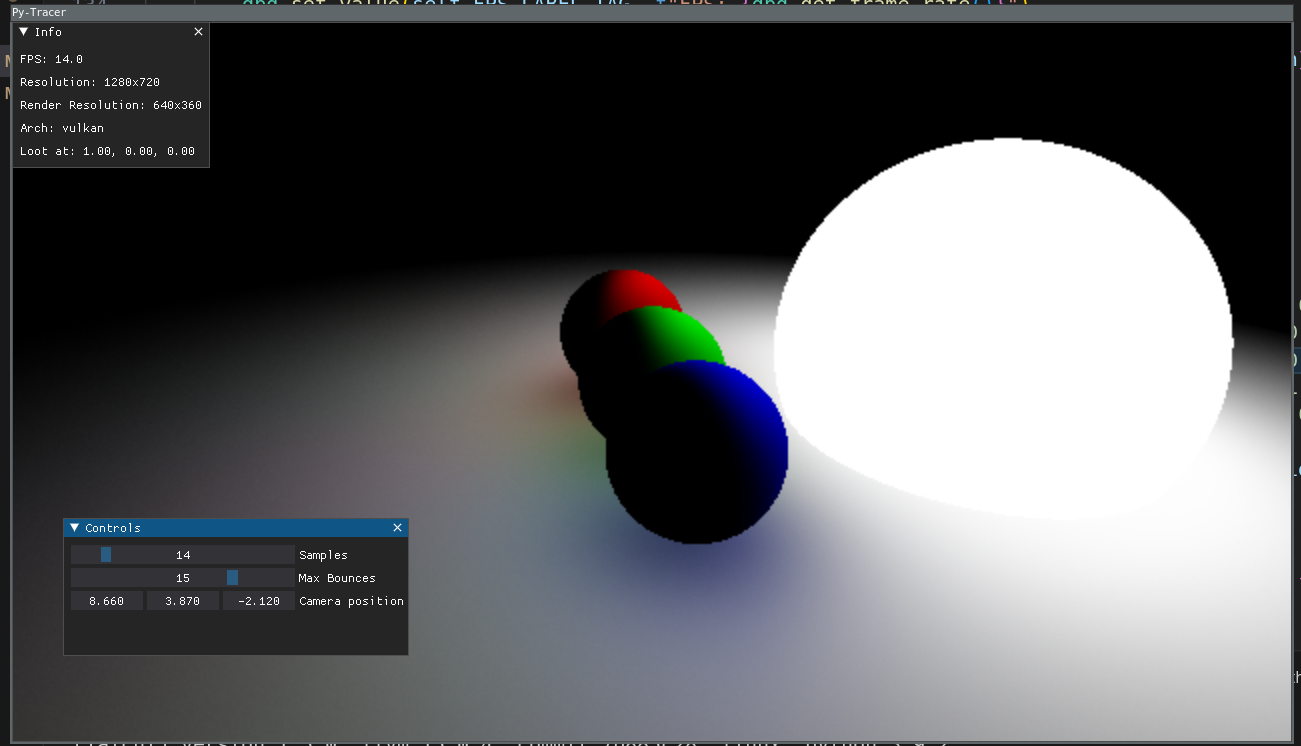 Py-Tracer
Info
FPS: 14.0
Resolution: 1280x720
Render Resolution: 640x360
Arch: vulkan
Loot at: 1.00, 0.00, 0.00
Controls
14 Samples
15 Max Bounces
8.660 3.870 -2.120 Camera position